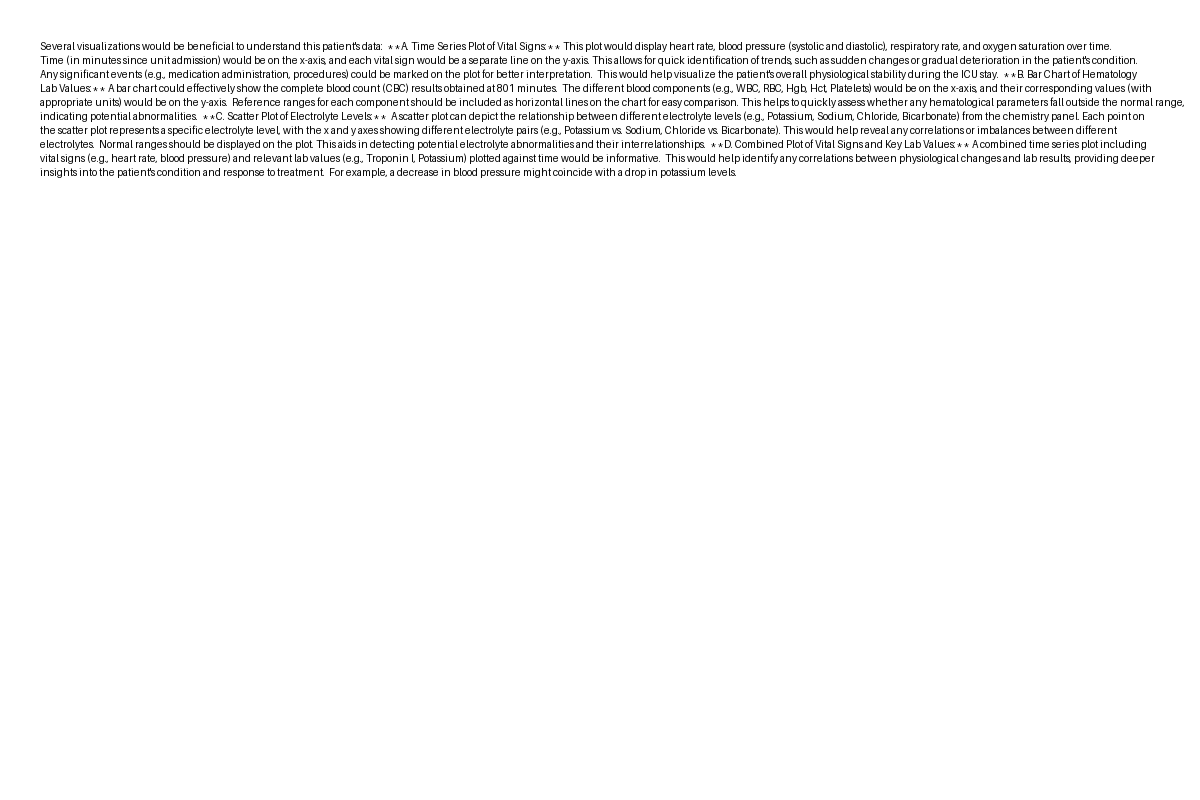 Several visualizations would be beneficial to understand this patient's data:  **A. Time Series Plot of Vital Signs:** This plot would display heart rate, blood pressure (systolic and diastolic), respiratory rate, and oxygen saturation over time.
Time (in minutes since unit admission) would be on the x-axis, and each vital sign would be a separate line on the y-axis. This allows for quick identification of trends, such as sudden changes or gradual deterioration in the patient's condition.
Any significant events (e.g., medication administration, procedures) could be marked on the plot for better interpretation.  This would help visualize the patient's overall physiological stability during the ICU stay.  **B. Bar Chart of Hematology
Lab Values:** A bar chart could effectively show the complete blood count (CBC) results obtained at 801 minutes.  The different blood components (e.g., WBC, RBC, Hgb, Hct, Platelets) would be on the x-axis, and their corresponding values (with
appropriate units) would be on the y-axis.  Reference ranges for each component should be included as horizontal lines on the chart for easy comparison. This helps to quickly assess whether any hematological parameters fall outside the normal range,
indicating potential abnormalities.  **C. Scatter Plot of Electrolyte Levels:**  A scatter plot can depict the relationship between different electrolyte levels (e.g., Potassium, Sodium, Chloride, Bicarbonate) from the chemistry panel. Each point on
the scatter plot represents a specific electrolyte level, with the x and y axes showing different electrolyte pairs (e.g., Potassium vs. Sodium, Chloride vs. Bicarbonate). This would help reveal any correlations or imbalances between different
electrolytes.  Normal ranges should be displayed on the plot. This aids in detecting potential electrolyte abnormalities and their interrelationships.  **D. Combined Plot of Vital Signs and Key Lab Values:** A combined time series plot including
vital signs (e.g., heart rate, blood pressure) and relevant lab values (e.g., Troponin I, Potassium) plotted against time would be informative.  This would help identify any correlations between physiological changes and lab results, providing deeper
insights into the patient's condition and response to treatment.  For example, a decrease in blood pressure might coincide with a drop in potassium levels.